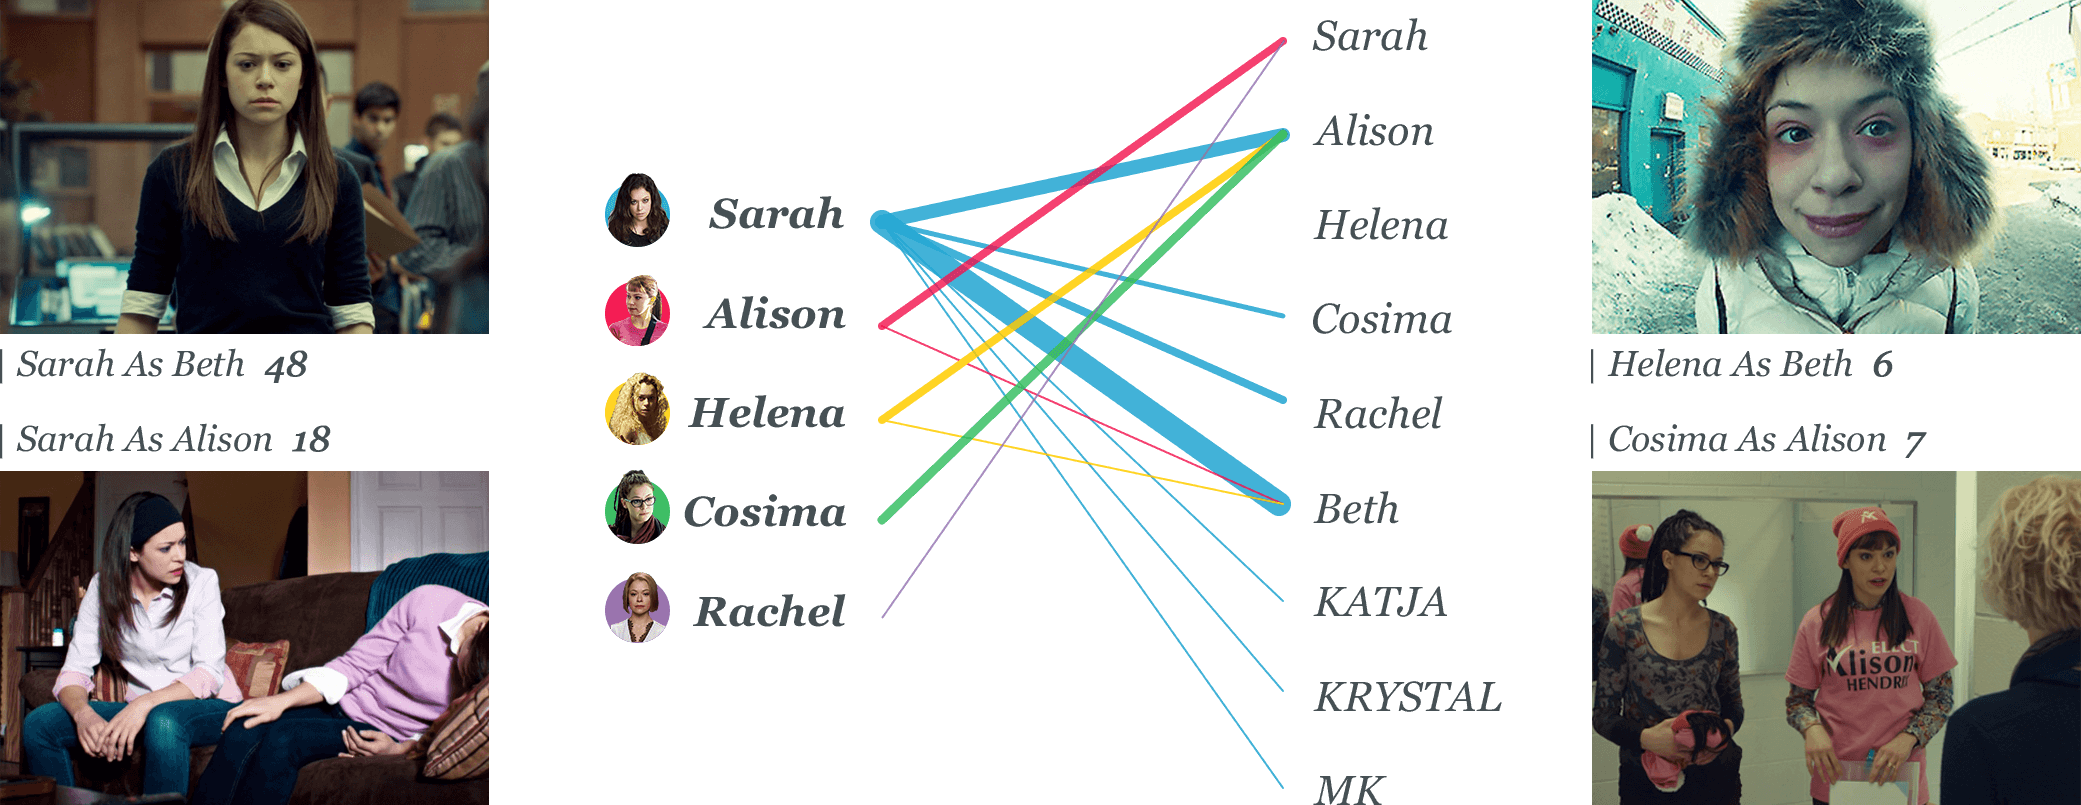 Sarah
Alison
Helena
Cosima
Rachel
Sarah
Alison
Helena
Cosima
Rachel
Beth
KATJA
KRYSTAL
MK
| Sarah As Beth 48
| Sarah As Alison 18
| Helena As Beth 6
| Cosima As Alison 7
ELECT
Alison
HENDRIX